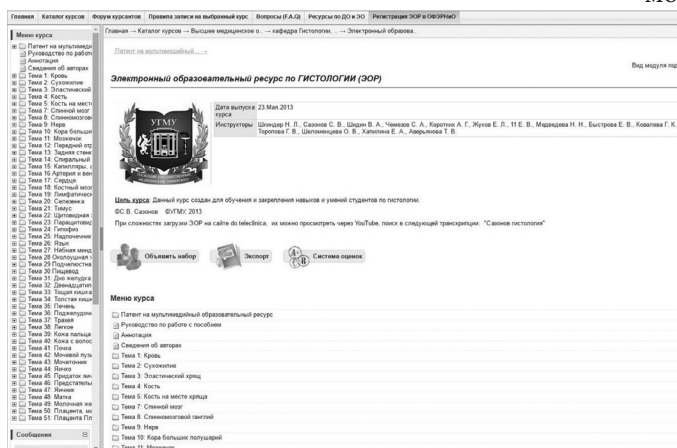 Главная Каталог курсов Форум курсантов Правила записи на выбранный курс Вопросы (F.A.Q) Ресурсы по ДО и ЭО Регистрация ЭОР в ОФЭРНиО
Главная → Каталог курсов → Высшее медицинское о.. → кафедра Гистологии, .. → Электронный образова..
Меню курса
Патент на мультимеди
Руководство по работ
Аннотация
Сведения об авторах
Тема 1: Кровь
Тема 2: Сухожилие
Тема 3: Эластический
Тема 4: Кость
Тема 5: Кость на мест
Тема 7: Спинной мозг
Тема 8: Спинномозгов
Тема 9: Нерв
Тема 10: Кора больши
Тема 11: Мозжечок
Тема 12: Передний отр
Тема 13: Задняя стенк
Тема 14: Спиральный
Тема 15: Капилляры, а
Тема 16 Артерия и вен
Тема 17: Сердце
Тема 18: Костный мозг
Тема 19: Лимфатическ
Тема 20: Селезенка
Тема 21: Тимус
Тема 22: Щитовидная
Тема 23: Паращитовид
Тема 24: Гипофиз
Тема 25: Надпочечник
Тема 26: Язык
Тема 27: Нёбная минд
Тема 28 Околоушная
Тема 29 Подчелюстна
Тема 30 Пищевод
Тема 31: Дно желудка
Тема 32: Двенадцатип
Тема 33: Тощая кишка
Тема 34: Толстая кишк
Тема 35: Печень
Тема 36: Поджелудочн
Тема 37: Трахея
Тема 38: Легкое
Тема 39: Кожа пальца
Тема 40: Кожа с волос
Тема 41: Почка
Тема 42: Мочевой пуз
Тема 43: Мочеточник
Тема 44: Яичко
Тема 45: Придаток яич
Тема 46: Предстатель
Тема 47: Яичник
Тема 48: Матка
Тема 49: Молочная же
Тема 50: Плацента, ма
Тема 51: Плацента Пл
Сообщения
Патент на мультимедийный ... →
Вид модуля под
Электронный образовательный ресурс по ГИСТОЛОГИИ (ЭОР)
УГМУ
Дата выпуска курса 23 Мая 2013
Инструкторы Шкиндер Н. Л., Сазонов С. В., Шидин В. А., Чемезов С. А., Коротких А. Г., Жуков Е. Л., 11 Е. В., Медведева Н. Н., Быстрова Е. В., Ковалева Г. К.
Торопова Г. В., Шеломенцева О. В., Хапилина Е. А., Аверьянова Т. В.
Цель курса: Данный курс создан для обучения и закрепления навыков и умений студентов по гистологии.
©С.В. Сазонов ©УГМУ, 2013
При сложностях загрузки ЭОР на сайте do.teleclinica, их можно просмотреть через YouTube, поиск в следующей транскрипции: "Сазонов гистология"
Объявить набор Экспорт Система оценок
Меню курса
Патент на мультимедийный образовательный ресурс
Руководство по работе с пособием
Аннотация
Сведения об авторах
Тема 1: Кровь
Тема 2: Сухожилие
Тема 3: Эластический хрящ
Тема 4: Кость
Тема 5: Кость на месте хряща
Тема 7: Спинной мозг
Тема 8: Спинномозговой ганглий
Тема 9: Нерв
Тема 10: Кора больших полушарий
Тема 11: Мозжечок